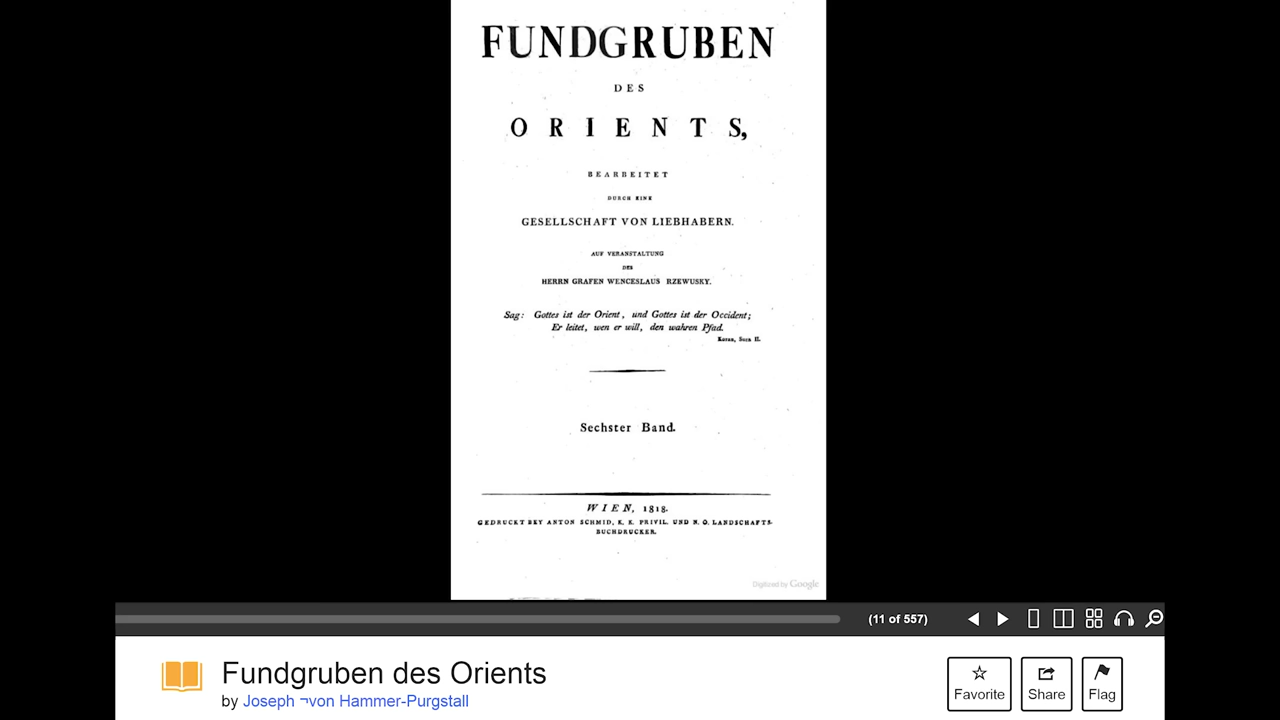 FUNDGRUBEN
DES
ORIENTS,
BEARBEITET
DURCH EINE
GESELLSCHAFT VON LIEBHABERN.
AUF VERANSTALTUNG
DES
HERRN GRAFEN WENCESLAUS RZEWUSKY.
Sag: Gottes ist der Orient, und Gottes ist der Occident;
Er leitet, wen er will, den wahren Pfad.
Koran, Sura II.
Sechster Band.
WIEN, 1818.
GEDRUCKT BEY ANTON SCHMID, K. K. PRIVIL. UND N. Ö. LANDSCHAFTS-
BUCHDRUCKER.
Digitized by Google
(11 of 557)
Fundgruben des Orients
by Joseph ¬von Hammer-Purgstall
Favorite
Share
Flag